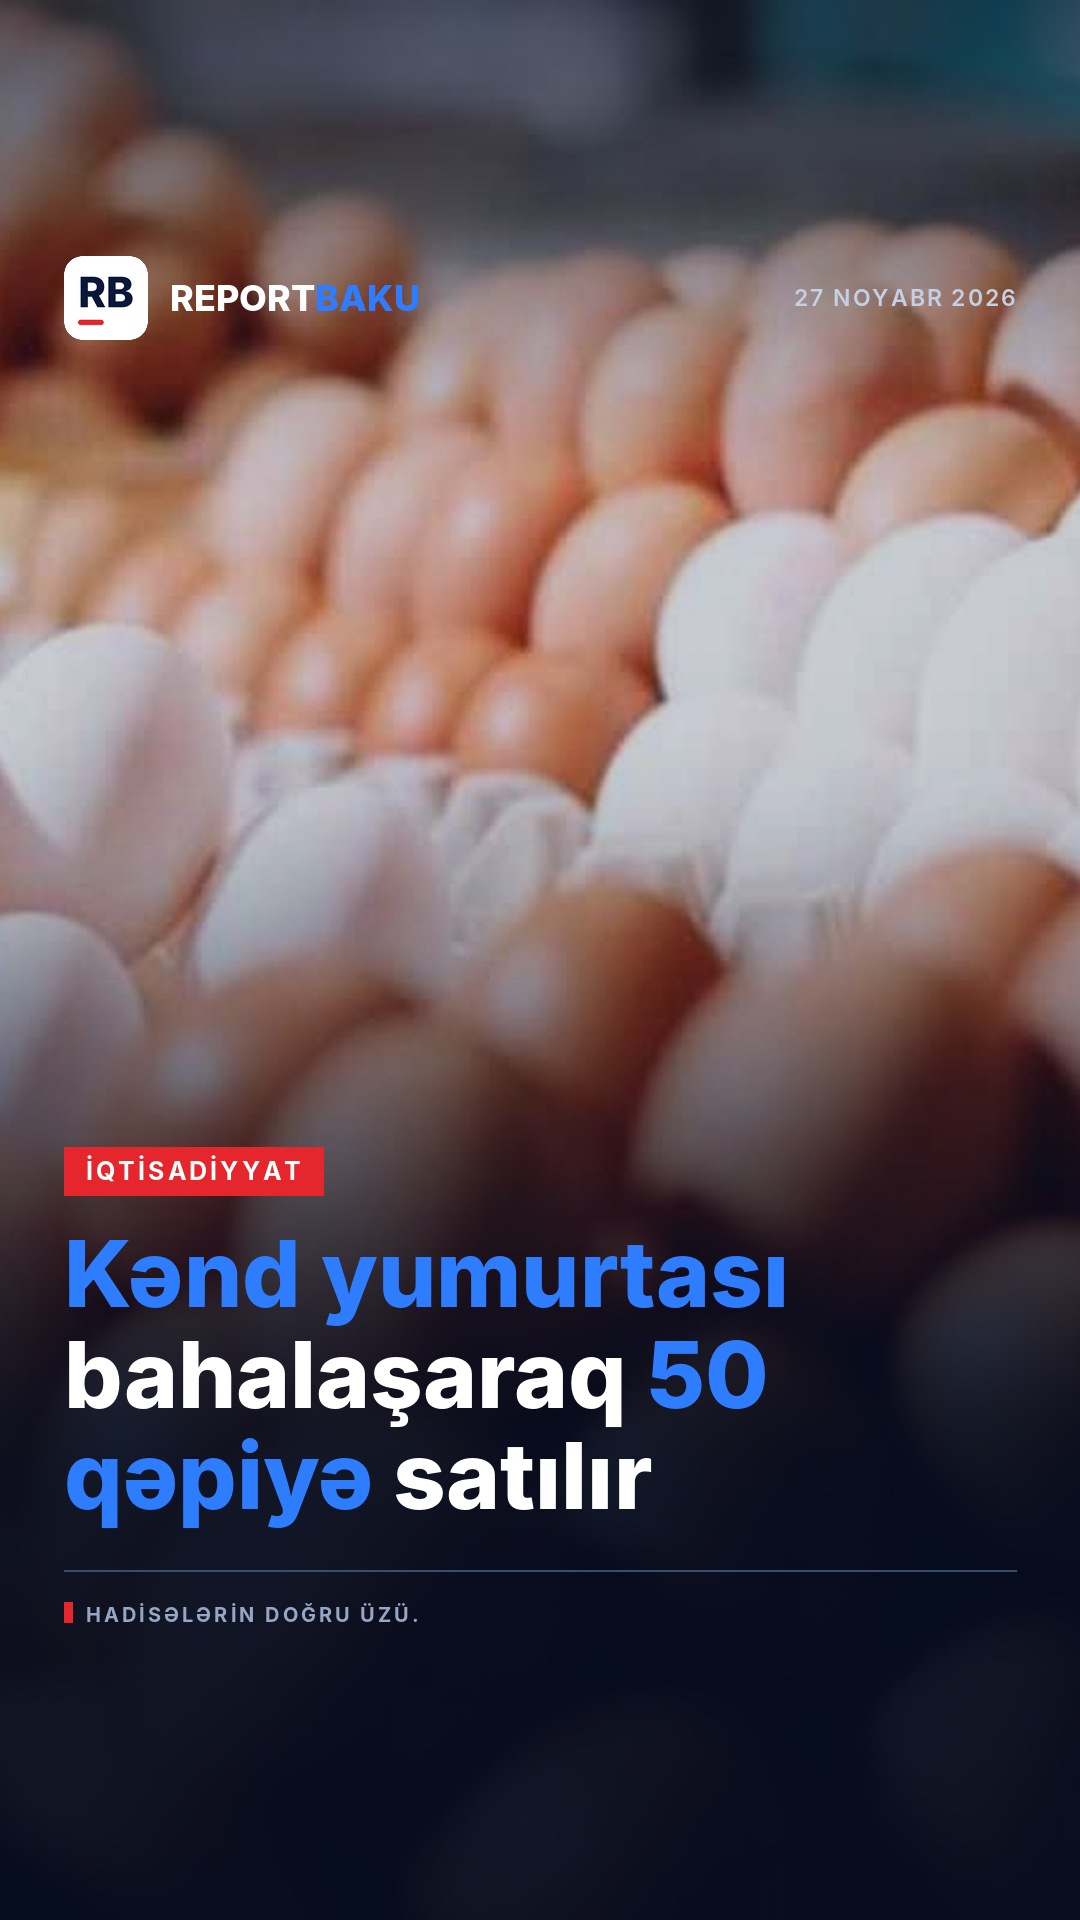 RB
REPORTBAKU
27 NOYABR 2026
İQTİSADİYYAT
Kənd yumurtası
bahalaşaraq 50
qəpiyə satılır
HADİSƏLƏRİN DOĞRU ÜZÜ.